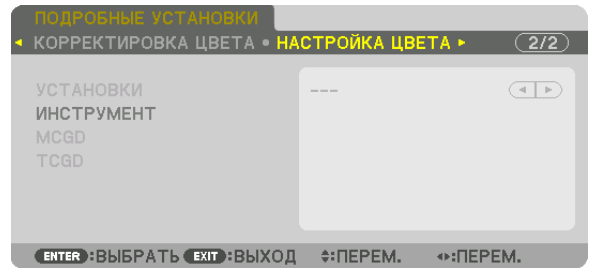 ПОДРОБНЫЕ УСТАНОВКИ
◄ КОРРЕКТИРОВКА ЦВЕТА • НАСТРОЙКА ЦВЕТА ► 2/2
УСТАНОВКИ --- ◄ ►
ИНСТРУМЕНТ
MCGD
TCGD
ENTER :ВЫБРАТЬ EXIT :ВЫХОД ♦:ПЕРЕМ. ◄►:ПЕРЕМ.